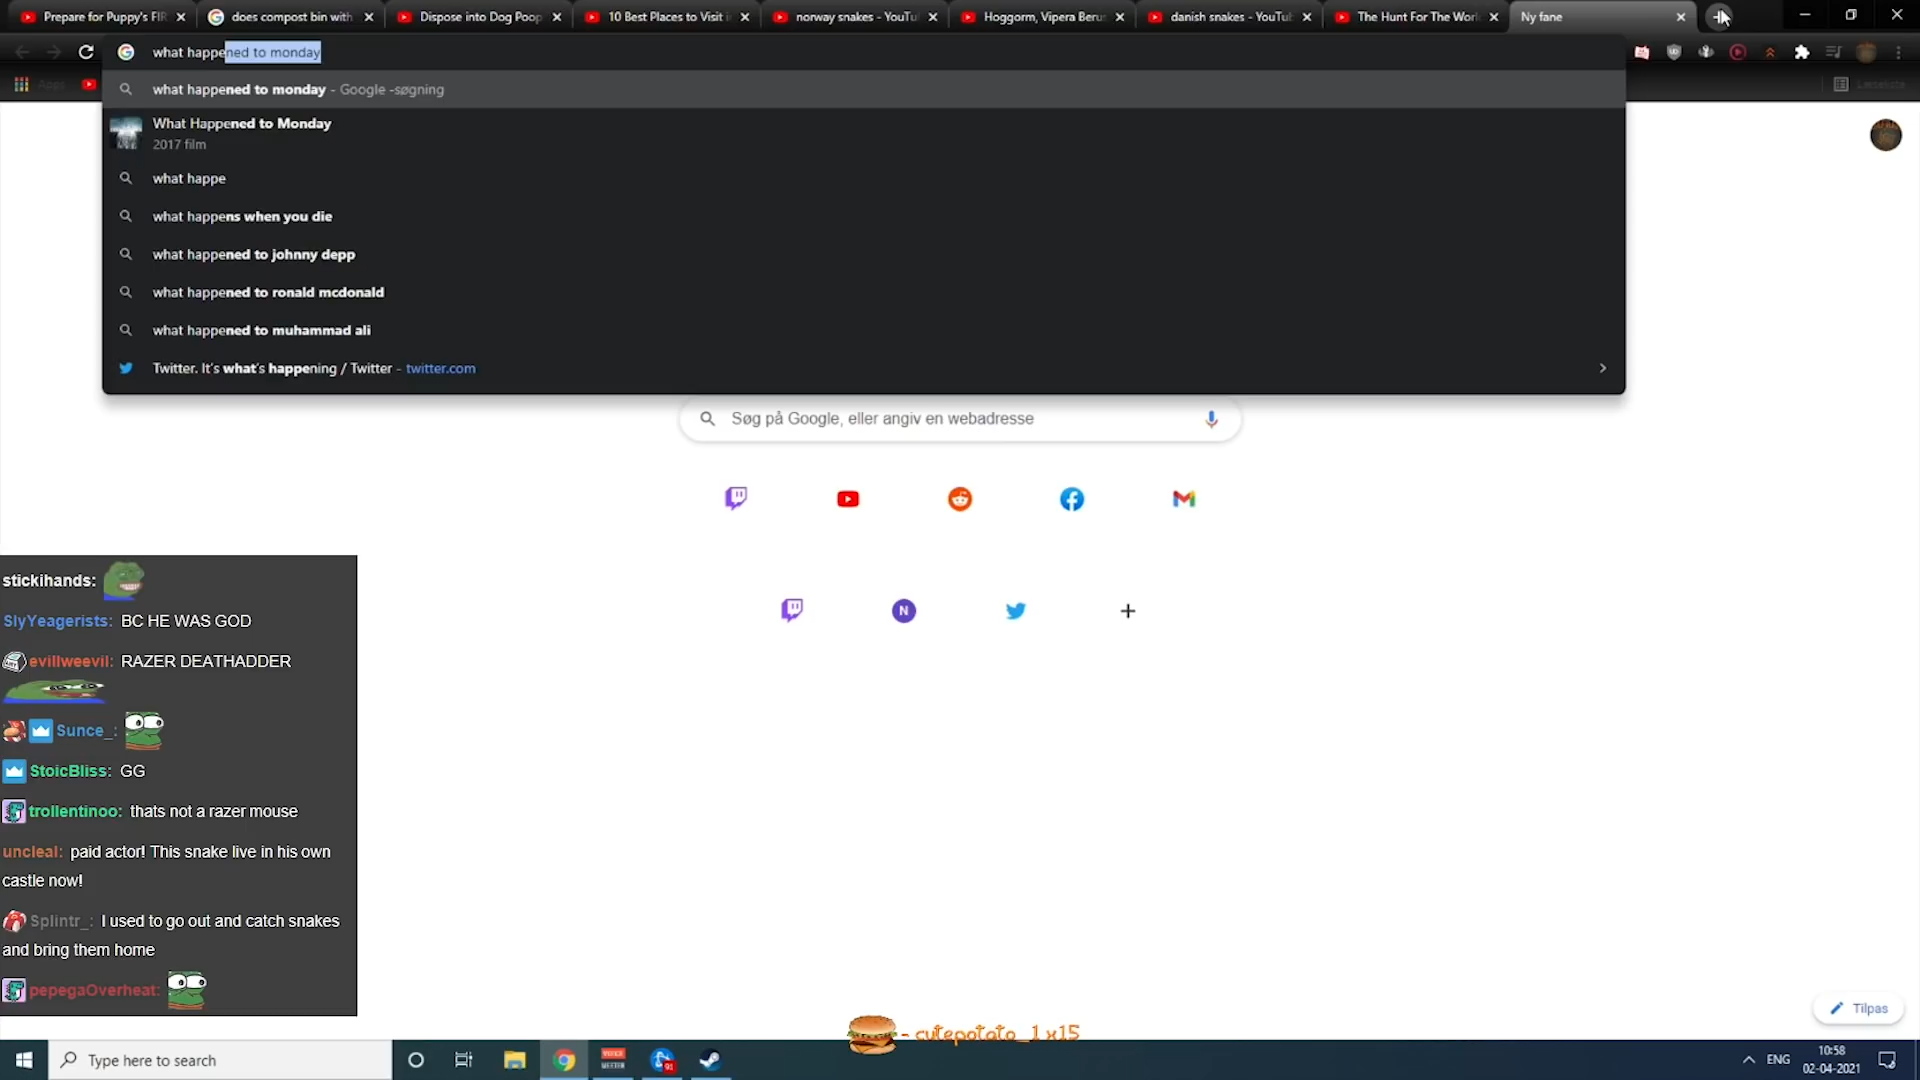 Prepare for Puppy's FIR
does compost bin with
Dispose into Dog Poop
10 Best Places to Visit i
norway snakes - YouTu
Hoggorm, Vipera Beru
danish snakes - YouTu
The Hunt For The Worl
Ny fane
what happened to monday
Apps
Læseliste
what happened to monday - Google -søgning
What Happened to Monday
2017 film
what happe
what happens when you die
what happened to johnny depp
what happened to ronald mcdonald
what happened to muhammad ali
Twitter. It's what's happening / Twitter - twitter.com
Søg på Google, eller angiv en webadresse
N
stickihands:
SlyYeagerists: BC HE WAS GOD
evillweevil: RAZER DEATHADDER
Sunce_:
StoicBliss: GG
trollentinoo: thats not a razer mouse
uncleal: paid actor! This snake live in his own
castle now!
Splintr_: I used to go out and catch snakes
and bring them home
pepegaOverheat:
Tilpas
- cutepotato_1 x15
Type here to search
91
ENG
10:58
02-04-2021